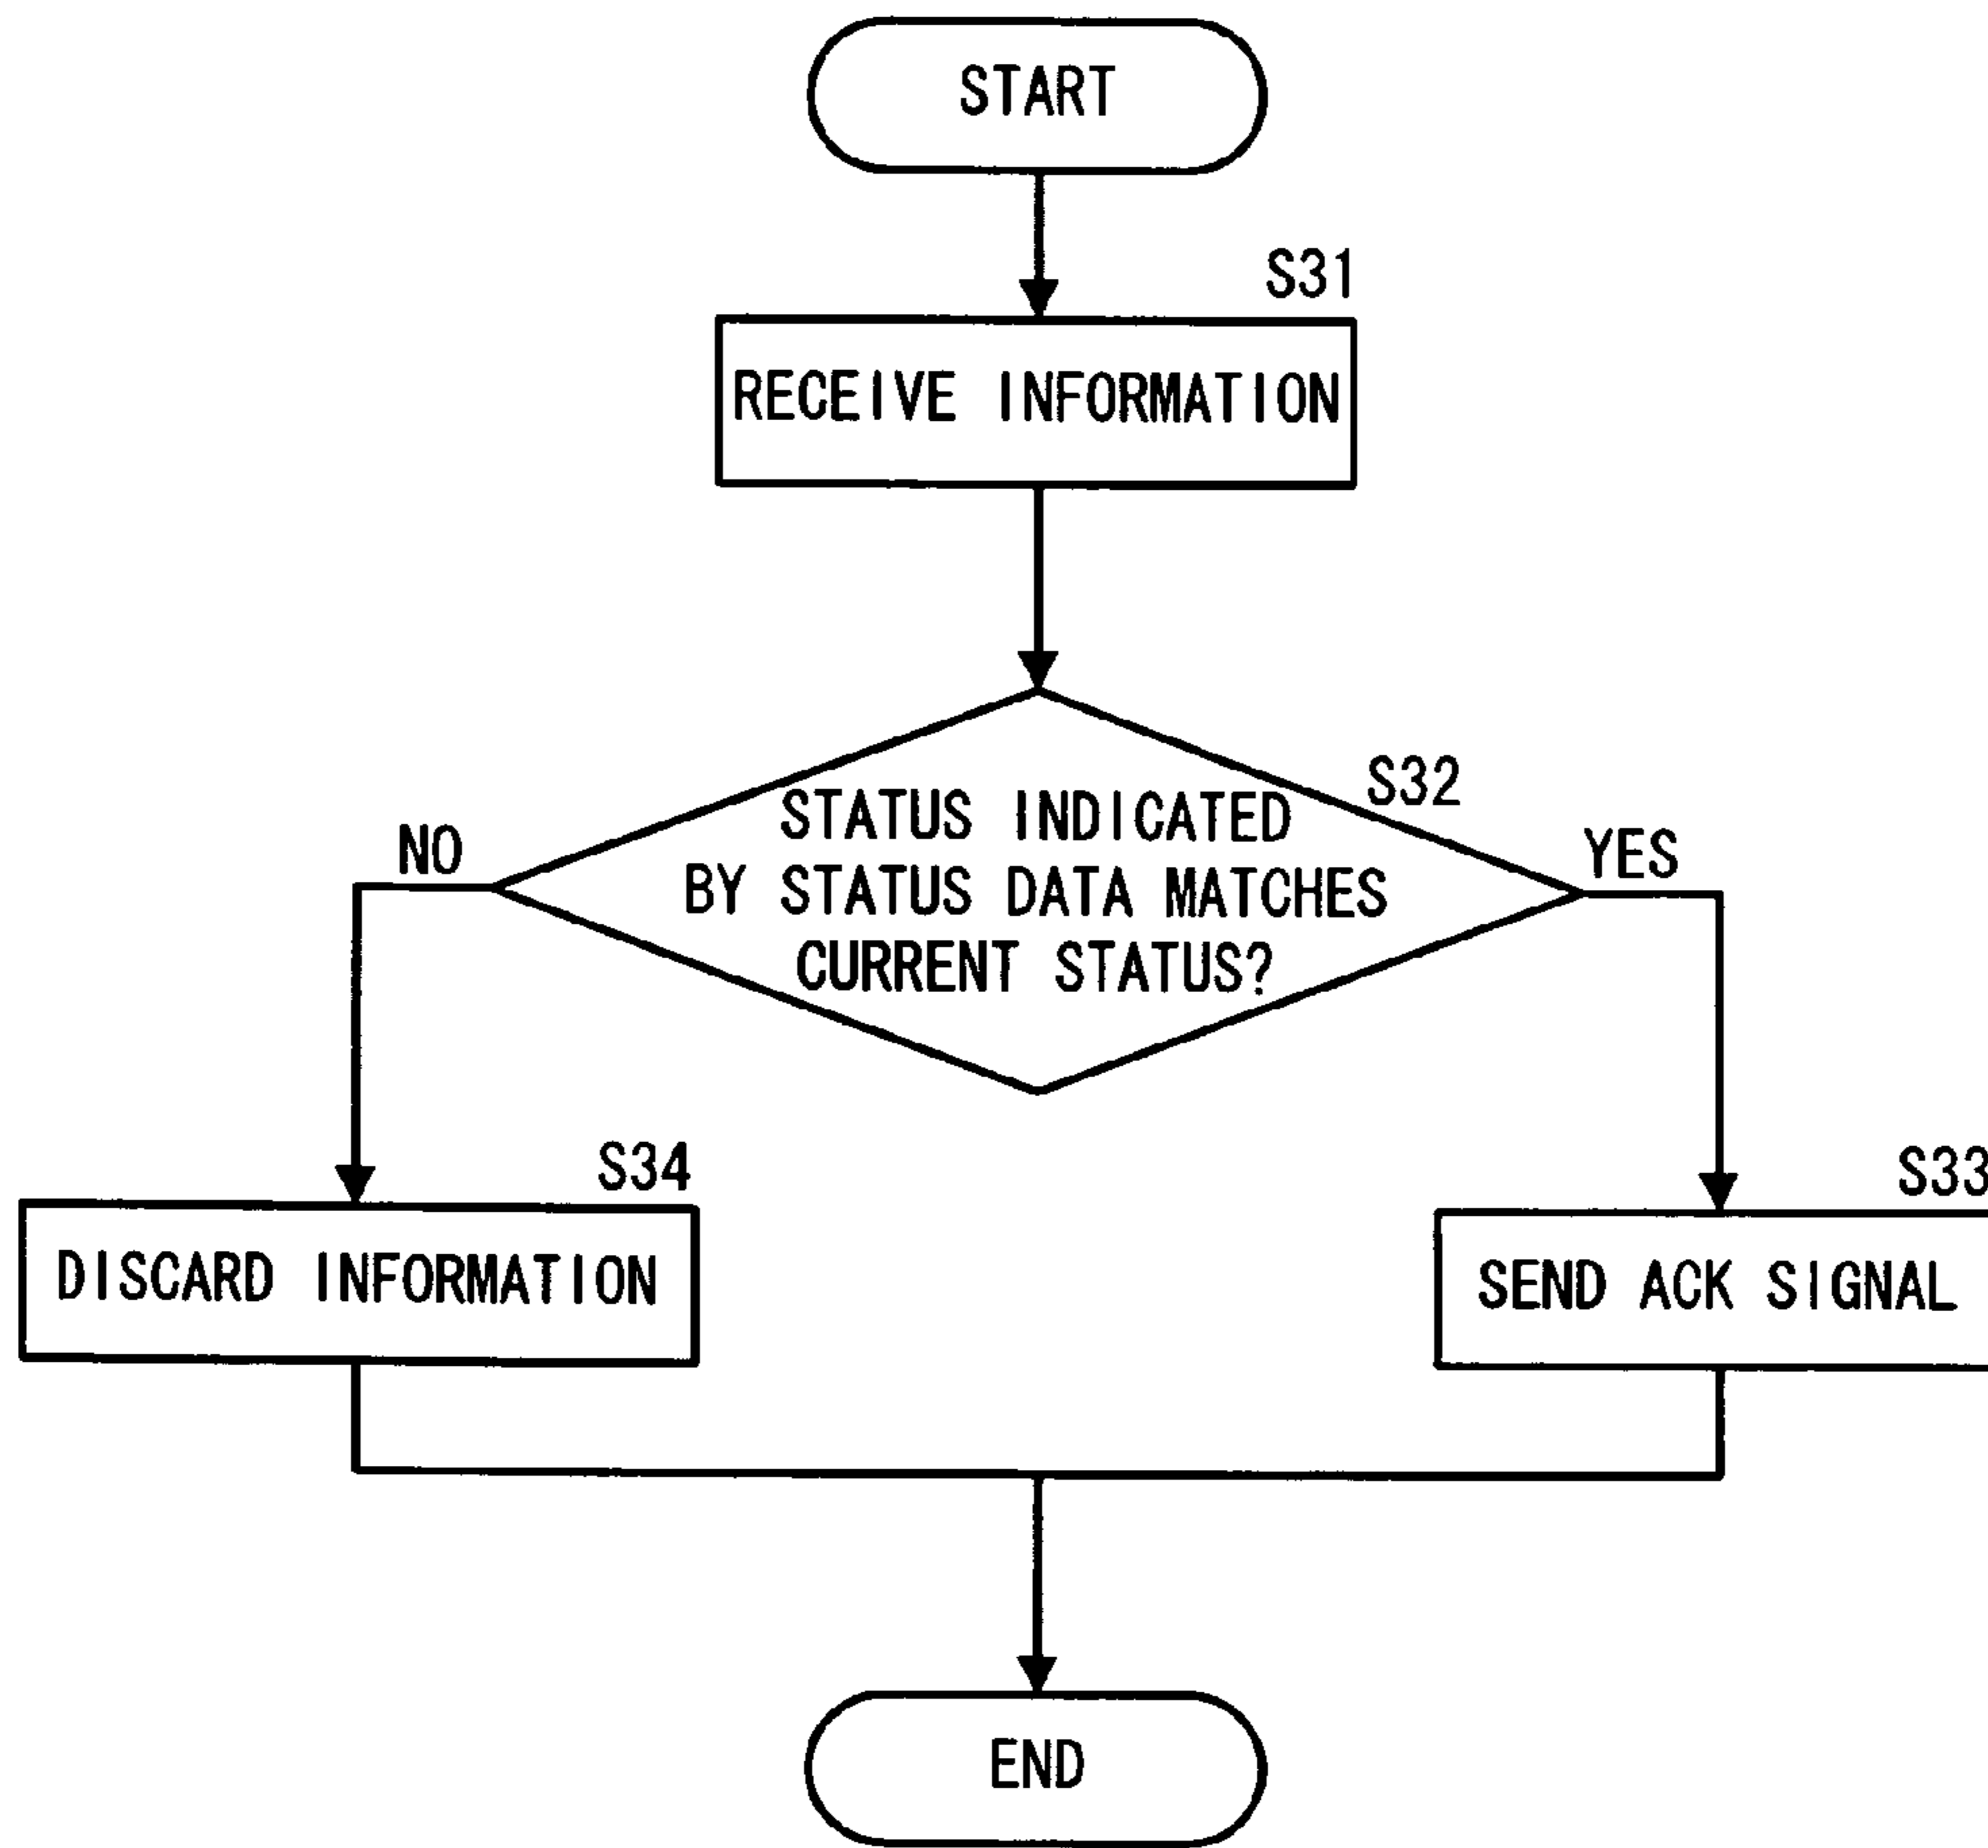 START
S31
RECEIVE INFORMATION
S32
STATUS INDICATED
BY STATUS DATA MATCHES
CURRENT STATUS?
NO
YES
S34
DISCARD INFORMATION
S33
SEND ACK SIGNAL
END